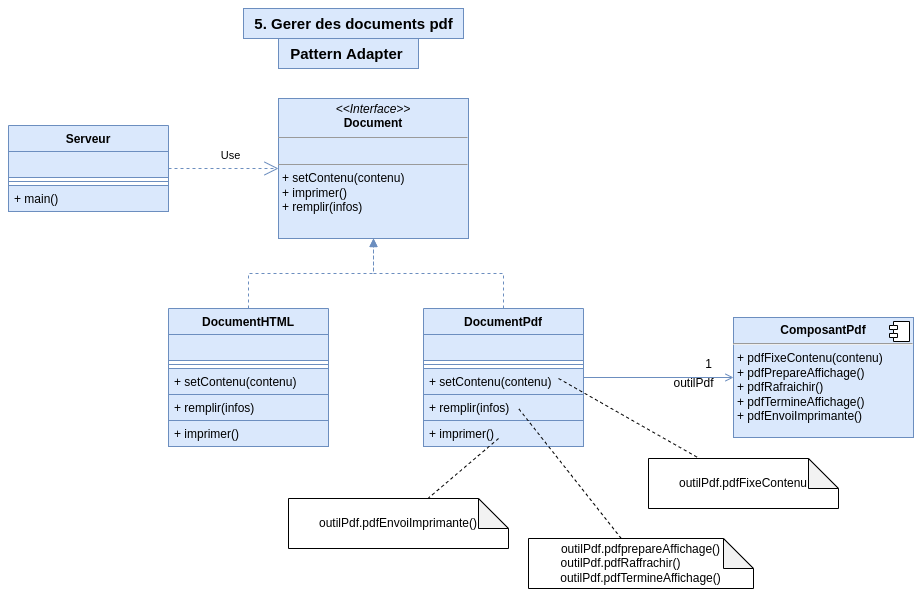 5. Gerer des documents pdf
Pattern Adapter
<<Interface>>
Document
+ setContenu(contenu)
+ imprimer()
+ remplir(infos)
Serveur
+ main()
Use
DocumentHTML
+ setContenu(contenu)
+ remplir(infos)
+ imprimer()
DocumentPdf
+ setContenu(contenu)
+ remplir(infos)
+ imprimer()
1
outilPdf
ComposantPdf
+ pdfFixeContenu(contenu)
+ pdfPrepareAffichage()
+ pdfRafraichir()
+ pdfTermineAffichage()
+ pdfEnvoiImprimante()
outilPdf.pdfFixeContenu
outilPdf.pdfEnvoiImprimante()
outilPdf.pdfprepareAffichage()
outilPdf.pdfRaffrachir()
outilPdf.pdfTermineAffichage()